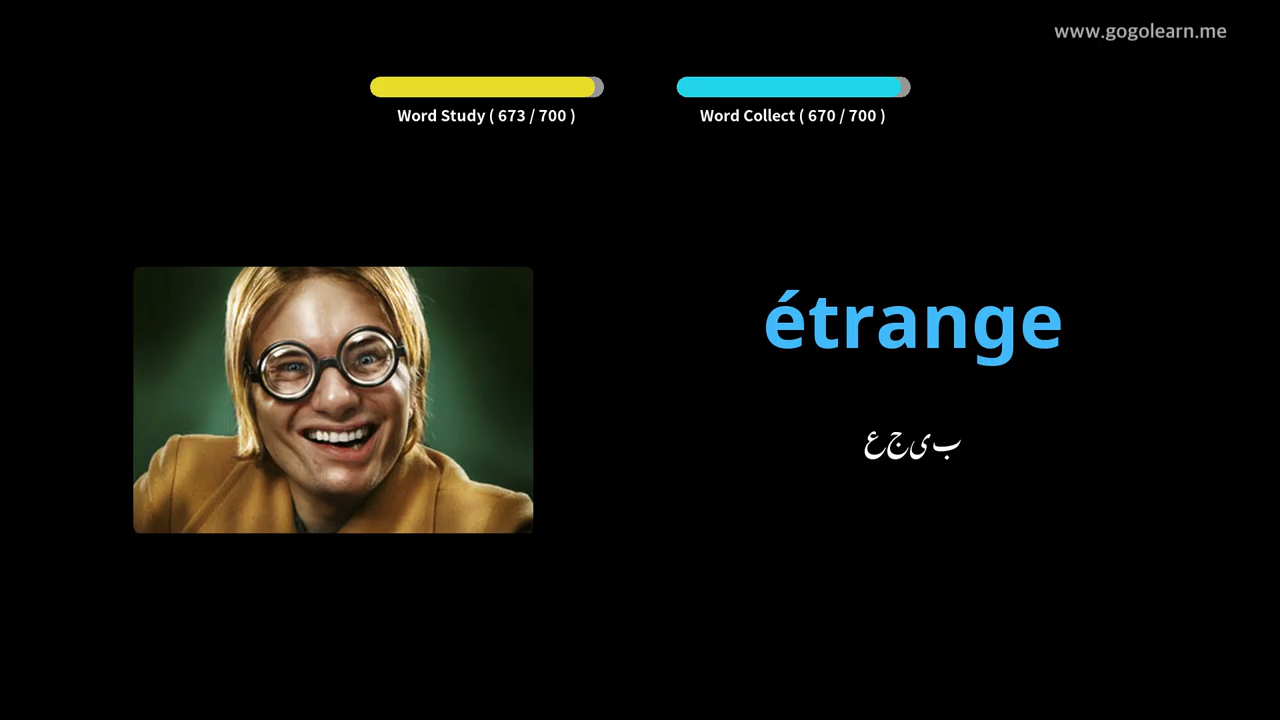 www.gogolearn.me
Word Study ( 673 / 700 )
Word Collect ( 670 / 700 )
étrange
عجیب